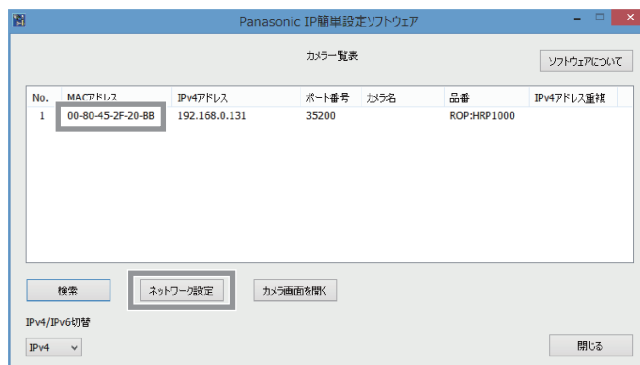 Panasonic IP簡単設定ソフトウェア
カメラ一覧表
ソフトウェアについて
No. MACアドレス IPv4アドレス ポート番号 カメラ名 品番 IPv4アドレス重複
1 00-80-45-2F-20-BB 192.168.0.131 35200 ROP:HRP1000
検索 ネットワーク設定 カメラ画面を開く
IPv4/IPv6切替
IPv4
閉じる